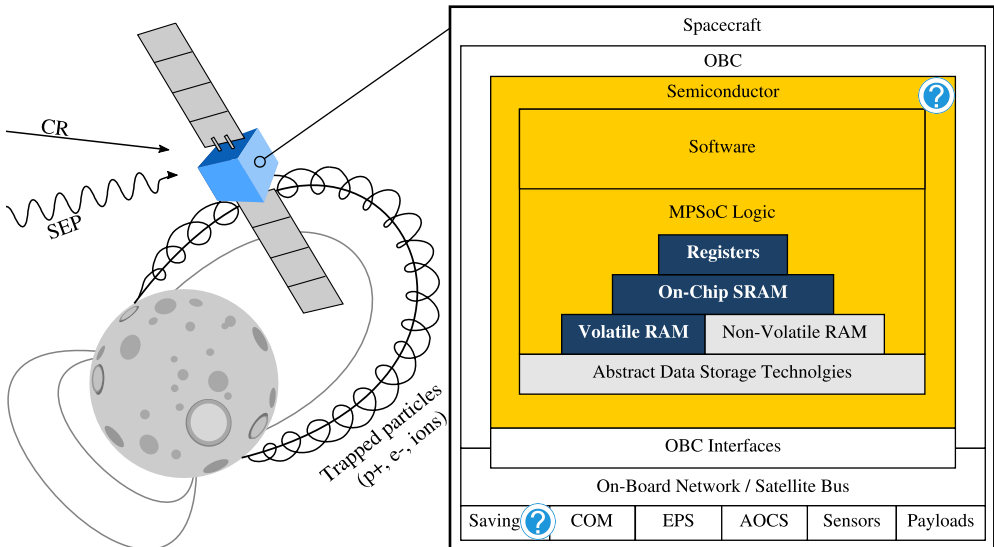 CR
SEP
Trapped particles
(p+, e-, ions)
Spacecraft
OBC
Semiconductor
?
Software
MPSoC Logic
Registers
On-Chip SRAM
Volatile RAM
Non-Volatile RAM
Abstract Data Storage Technolgies
OBC Interfaces
On-Board Network / Satellite Bus
Saving
?
COM
EPS
AOCS
Sensors
Payloads